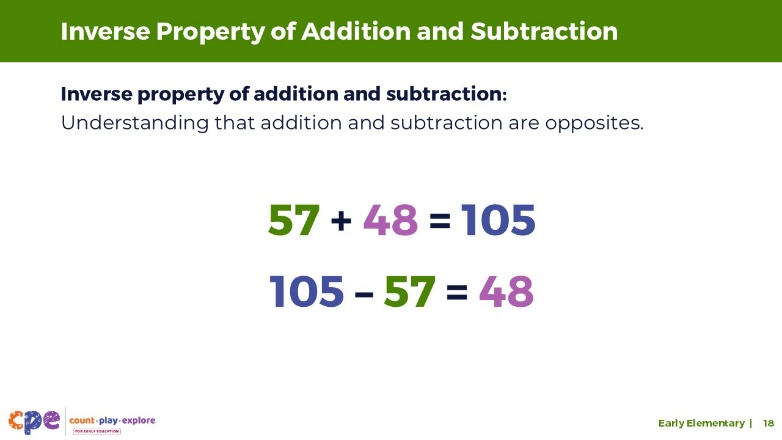 Inverse Property of Addition and Subtraction
Inverse property of addition and subtraction:
Understanding that addition and subtraction are opposites.
57 + 48 = 105
105 – 57 = 48
cpe count·play·explore
FOR EARLY EDUCATION
Early Elementary | 18